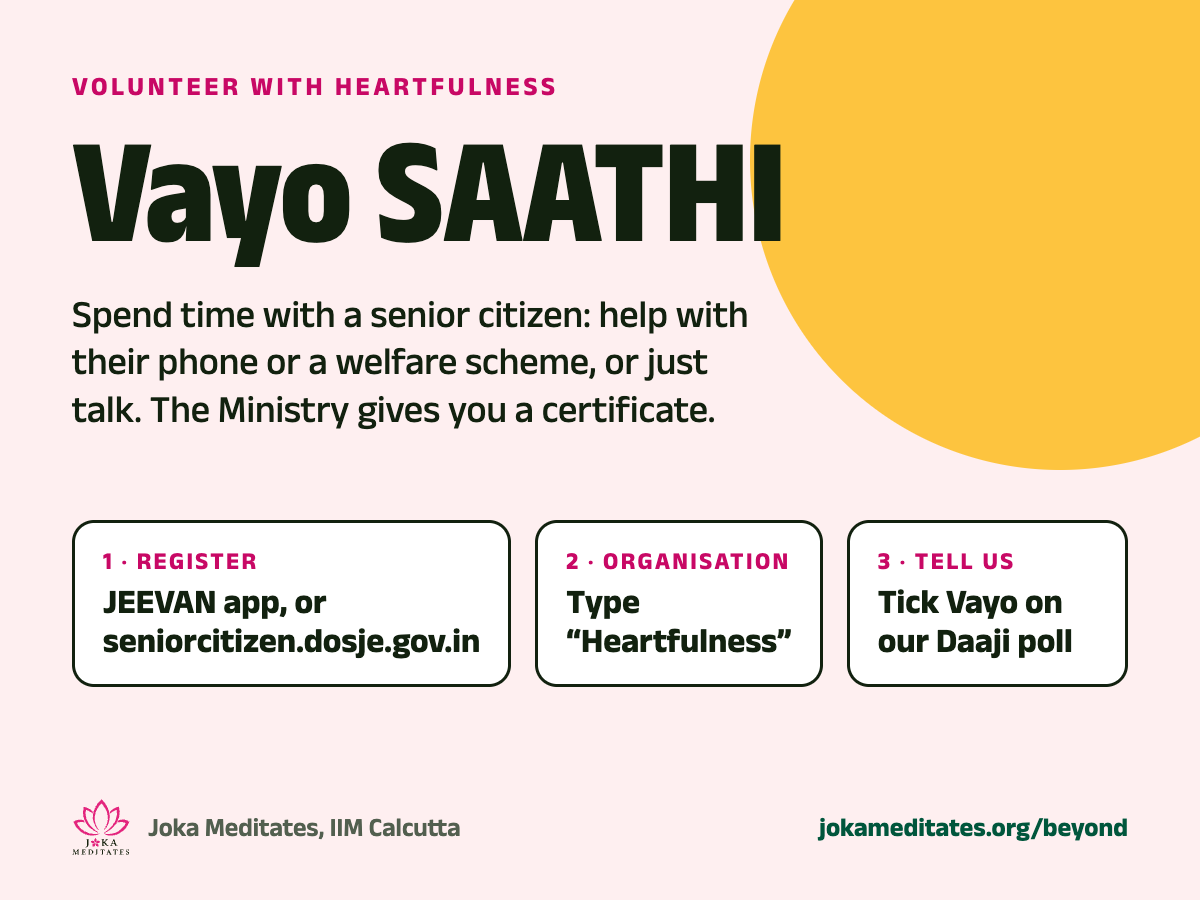 VOLUNTEER WITH HEARTFULNESS
Vayo SAATHI
Spend time with a senior citizen: help with
their phone or a welfare scheme, or just
talk. The Ministry gives you a certificate.
1 · REGISTER
JEEVAN app, or
seniorcitizen.dosje.gov.in
2 · ORGANISATION
Type
“Heartfulness”
3 · TELL US
Tick Vayo on
our Daaji poll
JOKA
MEDITATES
Joka Meditates, IIM Calcutta
jokameditates.org/beyond